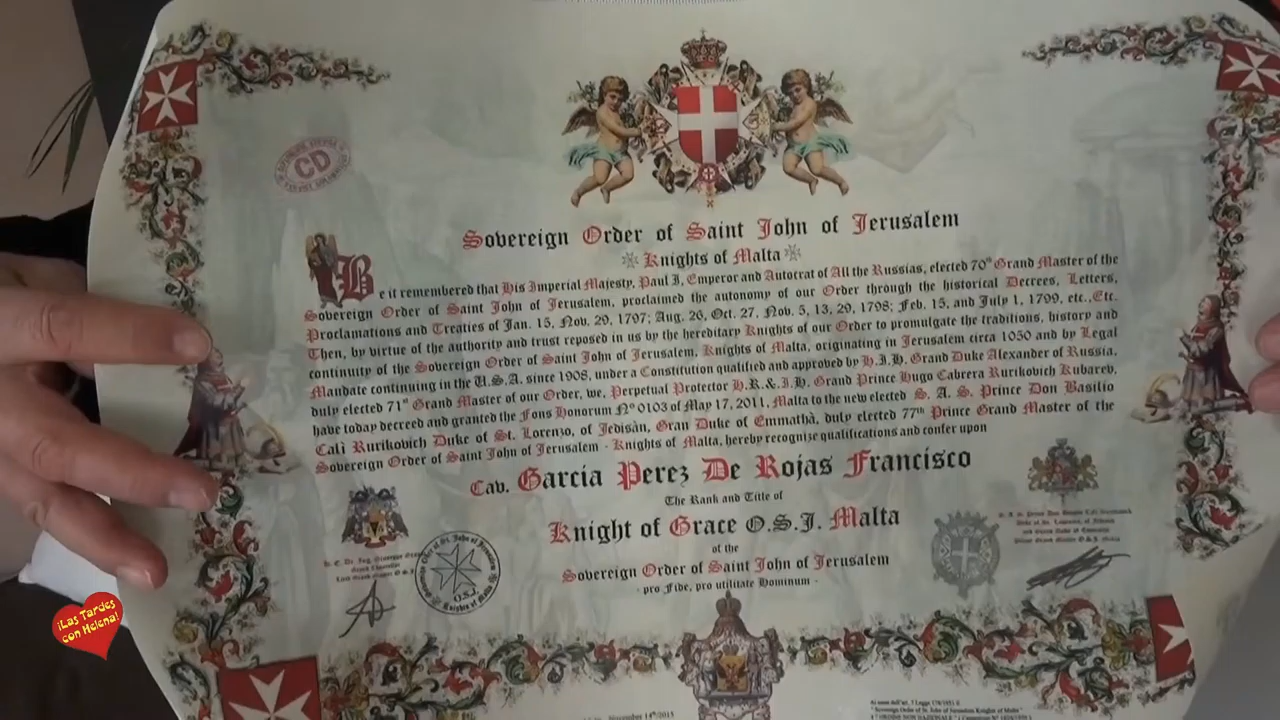 CD
Sovereign Order of Saint John of Jerusalem
Knights of Malta
Be it remembered that His Imperial Majesty, Paul I, Emperor and Autocrat of All the Russias, elected 70th Grand Master of the
Sovereign Order of Saint John of Jerusalem, proclaimed the autonomy of our Order through the historical Decrees, Letters,
Proclamations and Treaties of Jan. 15, Nov. 29, 1797; Aug. 26, Oct. 27, Nov. 5, 13, 29, 1798; Feb. 15, and July 1, 1799, etc., Etc.
Then, by virtue of the authority and trust reposed in us by the hereditary Knights of our Order to promulgate the traditions, history and
continuity of the Sovereign Order of Saint John of Jerusalem, Knights of Malta, originating in Jerusalem circa 1050 and by Legal
Mandate continuing in the U.S.A. since 1908, under a Constitution qualified and approved by H.I.H. Grand Duke Alexander of Russia,
duly elected 71st Grand Master of our Order, we, Perpetual Protector H.R.&.I.H. Grand Prince Hugo Cabrera Rurikovich Kubarev,
have today decreed and granted the Fons Honorum Nº 0103 of May 17, 2011, Malta to the new elected S. A. S. Prince Don Basilio
Calì Rurikovich Duke of St. Lorenzo, of Jedisàn, Gran Duke of Emmathà, duly elected 77th Prince Grand Master of the
Sovereign Order of Saint John of Jerusalem - Knights of Malta, hereby recognize qualifications and confer upon
Cav. Garcia Perez De Rojas Francisco
The Rank and Title of
Knight of Grace O.S.J. Malta
of the
Sovereign Order of Saint John of Jerusalem
- pro Fide, pro utilitate Hominum -
Sovereign Order of St. John of Jerusalem
O.S.J.
Knights of Malta
¡Las Tardes
con Helena!
November 14th 2015